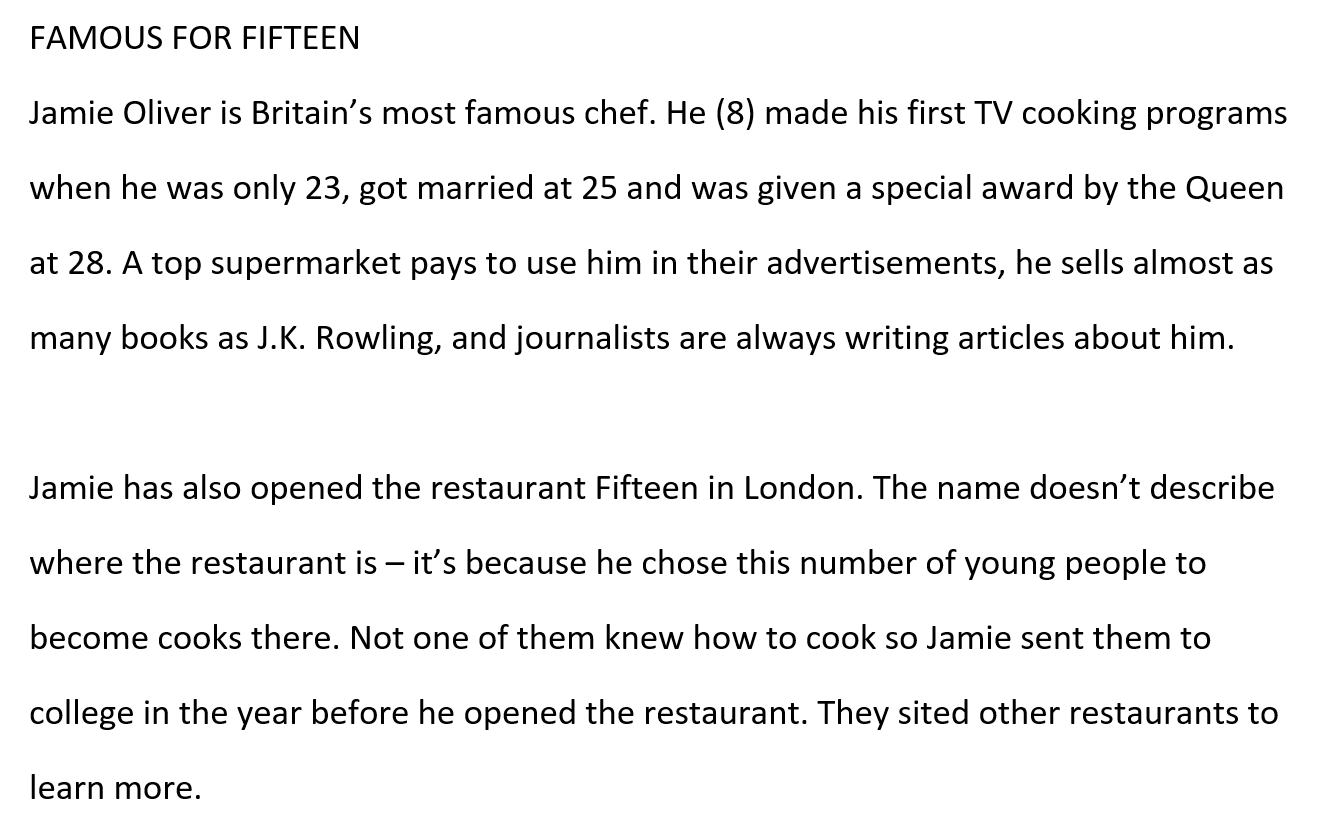 FAMOUS FOR FIFTEEN
Jamie Oliver is Britain’s most famous chef. He (8) made his first TV cooking programs
when he was only 23, got married at 25 and was given a special award by the Queen
at 28. A top supermarket pays to use him in their advertisements, he sells almost as
many books as J.K. Rowling, and journalists are always writing articles about him.
Jamie has also opened the restaurant Fifteen in London. The name doesn’t describe
where the restaurant is – it’s because he chose this number of young people to
become cooks there. Not one of them knew how to cook so Jamie sent them to
college in the year before he opened the restaurant. They sited other restaurants to
learn more.